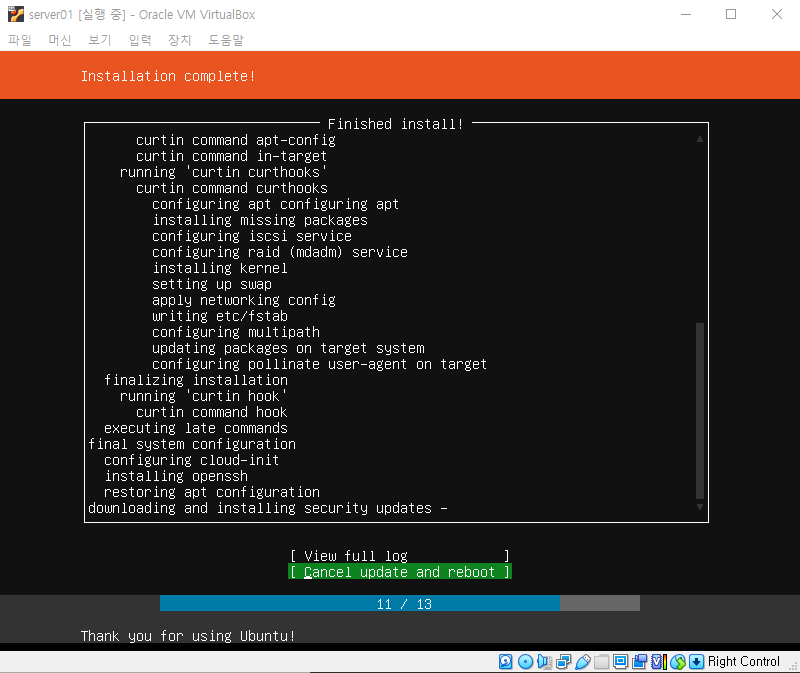 server01 [실행 중] - Oracle VM VirtualBox
파일 머신 보기 입력 장치 도움말
Installation complete!
Finished install!
curtin command apt-config
curtin command in-target
running 'curtin curthooks'
curtin command curthooks
configuring apt configuring apt
installing missing packages
configuring iscsi service
configuring raid (mdadm) service
installing kernel
setting up swap
apply networking config
writing etc/fstab
configuring multipath
updating packages on target system
configuring pollinate user-agent on target
finalizing installation
running 'curtin hook'
curtin command hook
executing late commands
final system configuration
configuring cloud-init
installing openssh
restoring apt configuration
downloading and installing security updates -
[ View full log ]
[ Cancel update and reboot ]
11 / 13
Thank you for using Ubuntu!
Right Control